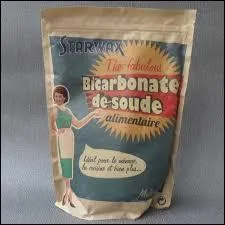 STARWAX
The fabulous
Bicarbonate
de-soude
alimentaire
Idéal pour le ménage,
la cuisine et bien plus...